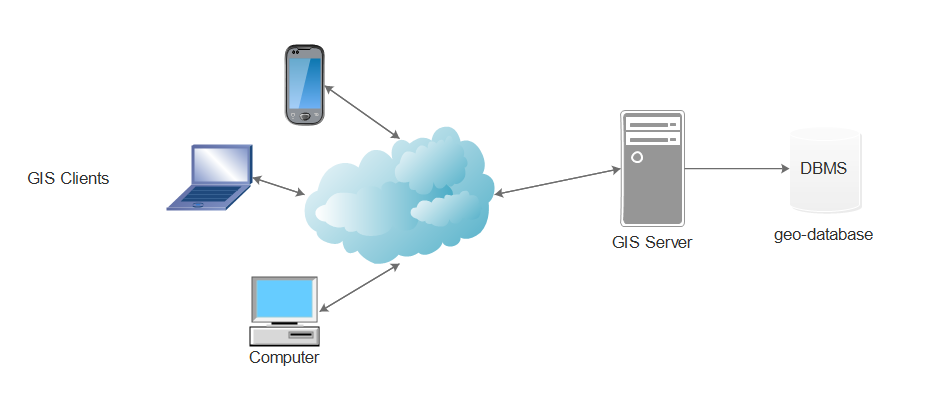 GIS Clients
DBMS
GIS Server
geo-database
Computer